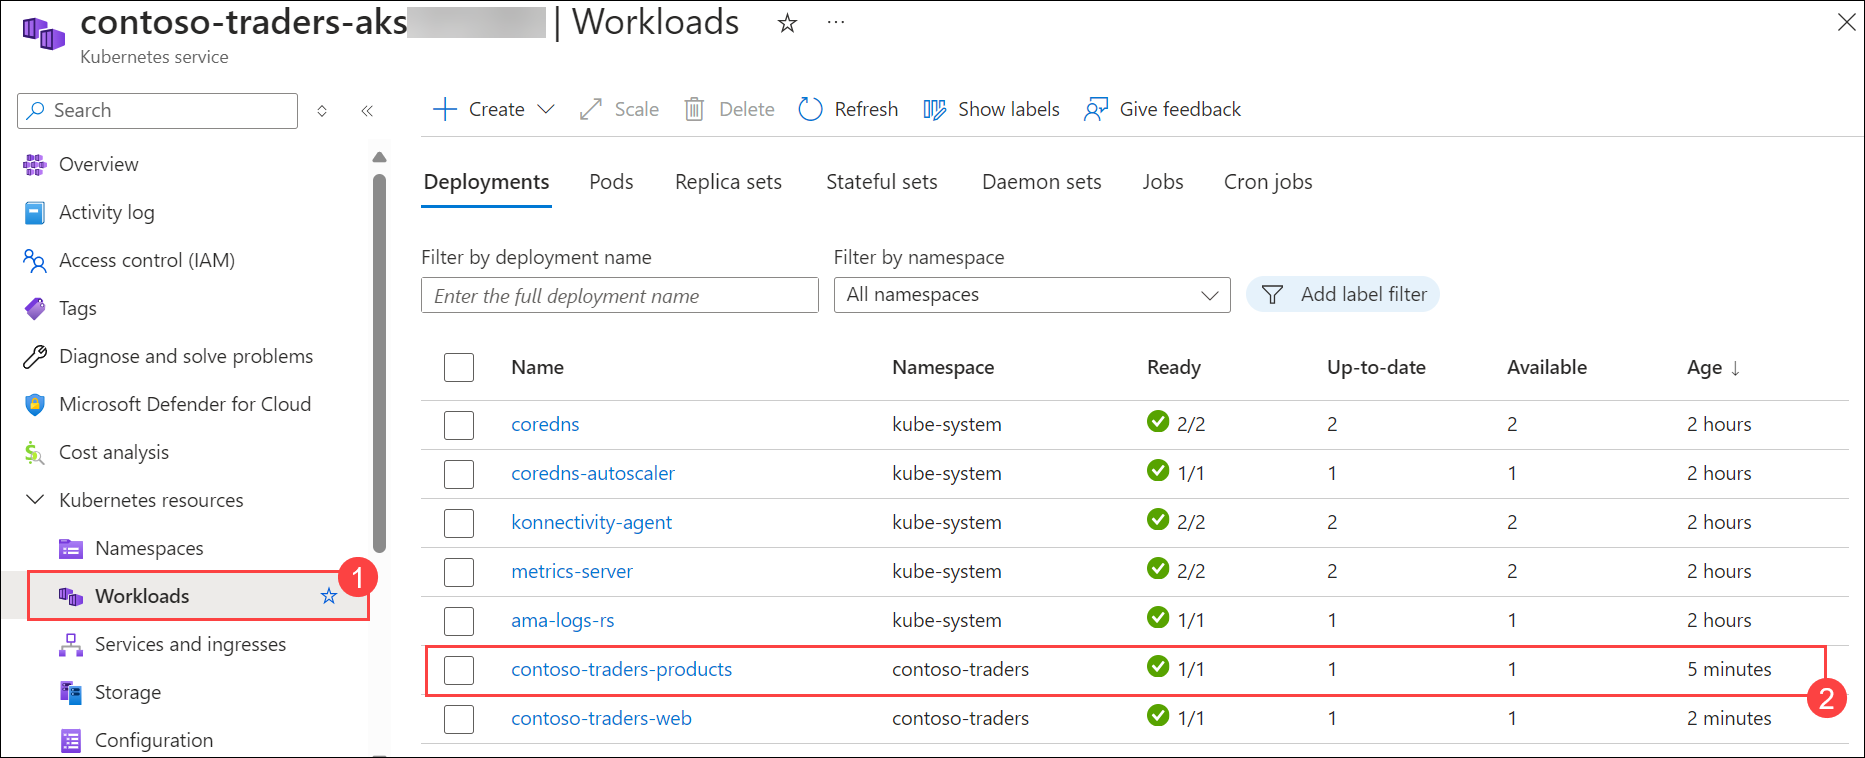 contoso-traders-aks | Workloads
Kubernetes service
Search
Create Scale Delete Refresh Show labels Give feedback
Overview
Activity log
Access control (IAM)
Tags
Diagnose and solve problems
Microsoft Defender for Cloud
Cost analysis
Kubernetes resources
Namespaces
Workloads
1
Services and ingresses
Storage
Configuration
Deployments Pods Replica sets Stateful sets Daemon sets Jobs Cron jobs
Filter by deployment name Filter by namespace
Enter the full deployment name All namespaces Add label filter
Name Namespace Ready Up-to-date Available Age ↓
coredns kube-system 2/2 2 2 2 hours
coredns-autoscaler kube-system 1/1 1 1 2 hours
konnectivity-agent kube-system 2/2 2 2 2 hours
metrics-server kube-system 2/2 2 2 2 hours
ama-logs-rs kube-system 1/1 1 1 2 hours
contoso-traders-products contoso-traders 1/1 1 1 5 minutes
2
contoso-traders-web contoso-traders 1/1 1 1 2 minutes